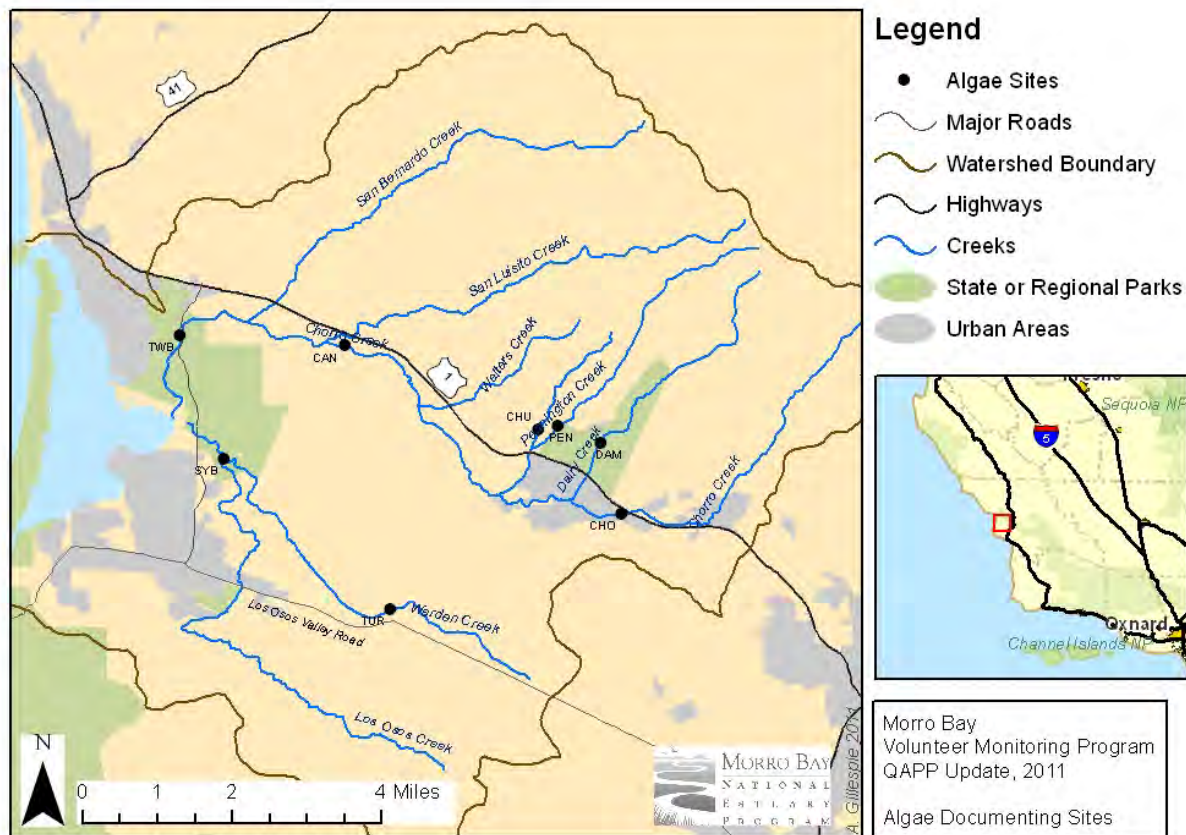 41
San Bernardo Creek
San Luisito Creek
Chorro Creek
TWB
CAN
1
Walters Creek
CHU
Pennington Creek
PEN
DAM
Dairy Creek
Chorro Creek
SYB
CHO
TUR
Warden Creek
Los Osos Valley Road
Los Osos Creek
N
0 1 2 4 Miles
MORRO BAY
NATIONAL
ESTUARY
PROGRAM
A. Gillespie 2011
Legend
Algae Sites
Major Roads
Watershed Boundary
Highways
Creeks
State or Regional Parks
Urban Areas
Sequoia NF
5
Oxnard
Channel Islands NP
Morro Bay
Volunteer Monitoring Program
QAPP Update, 2011
Algae Documenting Sites